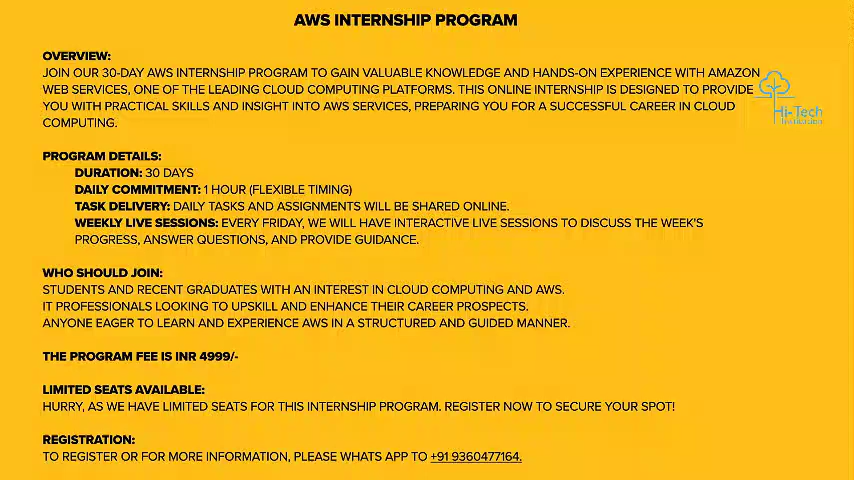 AWS INTERNSHIP PROGRAM
OVERVIEW:
JOIN OUR 30-DAY AWS INTERNSHIP PROGRAM TO GAIN VALUABLE KNOWLEDGE AND HANDS-ON EXPERIENCE WITH AMAZON
WEB SERVICES, ONE OF THE LEADING CLOUD COMPUTING PLATFORMS. THIS ONLINE INTERNSHIP IS DESIGNED TO PROVIDE
YOU WITH PRACTICAL SKILLS AND INSIGHT INTO AWS SERVICES, PREPARING YOU FOR A SUCCESSFUL CAREER IN CLOUD
COMPUTING.
Hi-Tech
PROGRAM DETAILS:
DURATION: 30 DAYS
DAILY COMMITMENT: 1 HOUR (FLEXIBLE TIMING)
TASK DELIVERY: DAILY TASKS AND ASSIGNMENTS WILL BE SHARED ONLINE.
WEEKLY LIVE SESSIONS: EVERY FRIDAY, WE WILL HAVE INTERACTIVE LIVE SESSIONS TO DISCUSS THE WEEK'S
PROGRESS, ANSWER QUESTIONS, AND PROVIDE GUIDANCE.
WHO SHOULD JOIN:
STUDENTS AND RECENT GRADUATES WITH AN INTEREST IN CLOUD COMPUTING AND AWS.
IT PROFESSIONALS LOOKING TO UPSKILL AND ENHANCE THEIR CAREER PROSPECTS.
ANYONE EAGER TO LEARN AND EXPERIENCE AWS IN A STRUCTURED AND GUIDED MANNER.
THE PROGRAM FEE IS INR 4999/-
LIMITED SEATS AVAILABLE:
HURRY, AS WE HAVE LIMITED SEATS FOR THIS INTERNSHIP PROGRAM. REGISTER NOW TO SECURE YOUR SPOT!
REGISTRATION:
TO REGISTER OR FOR MORE INFORMATION, PLEASE WHATS APP TO +91 9360477164.